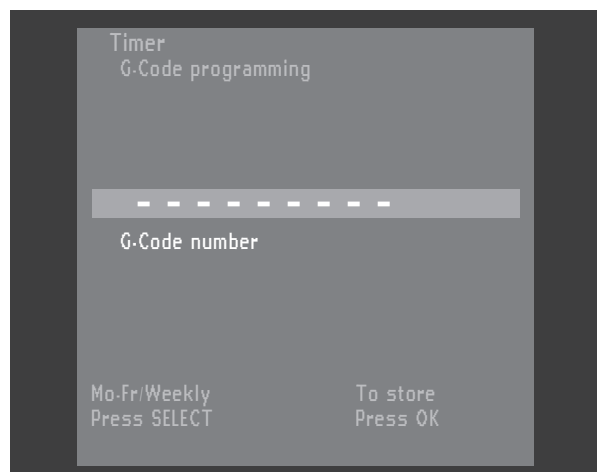 Timer
G-Code programming
- - - - - - - - -
G-Code number
Mo-Fr/Weekly To store
Press SELECT Press OK